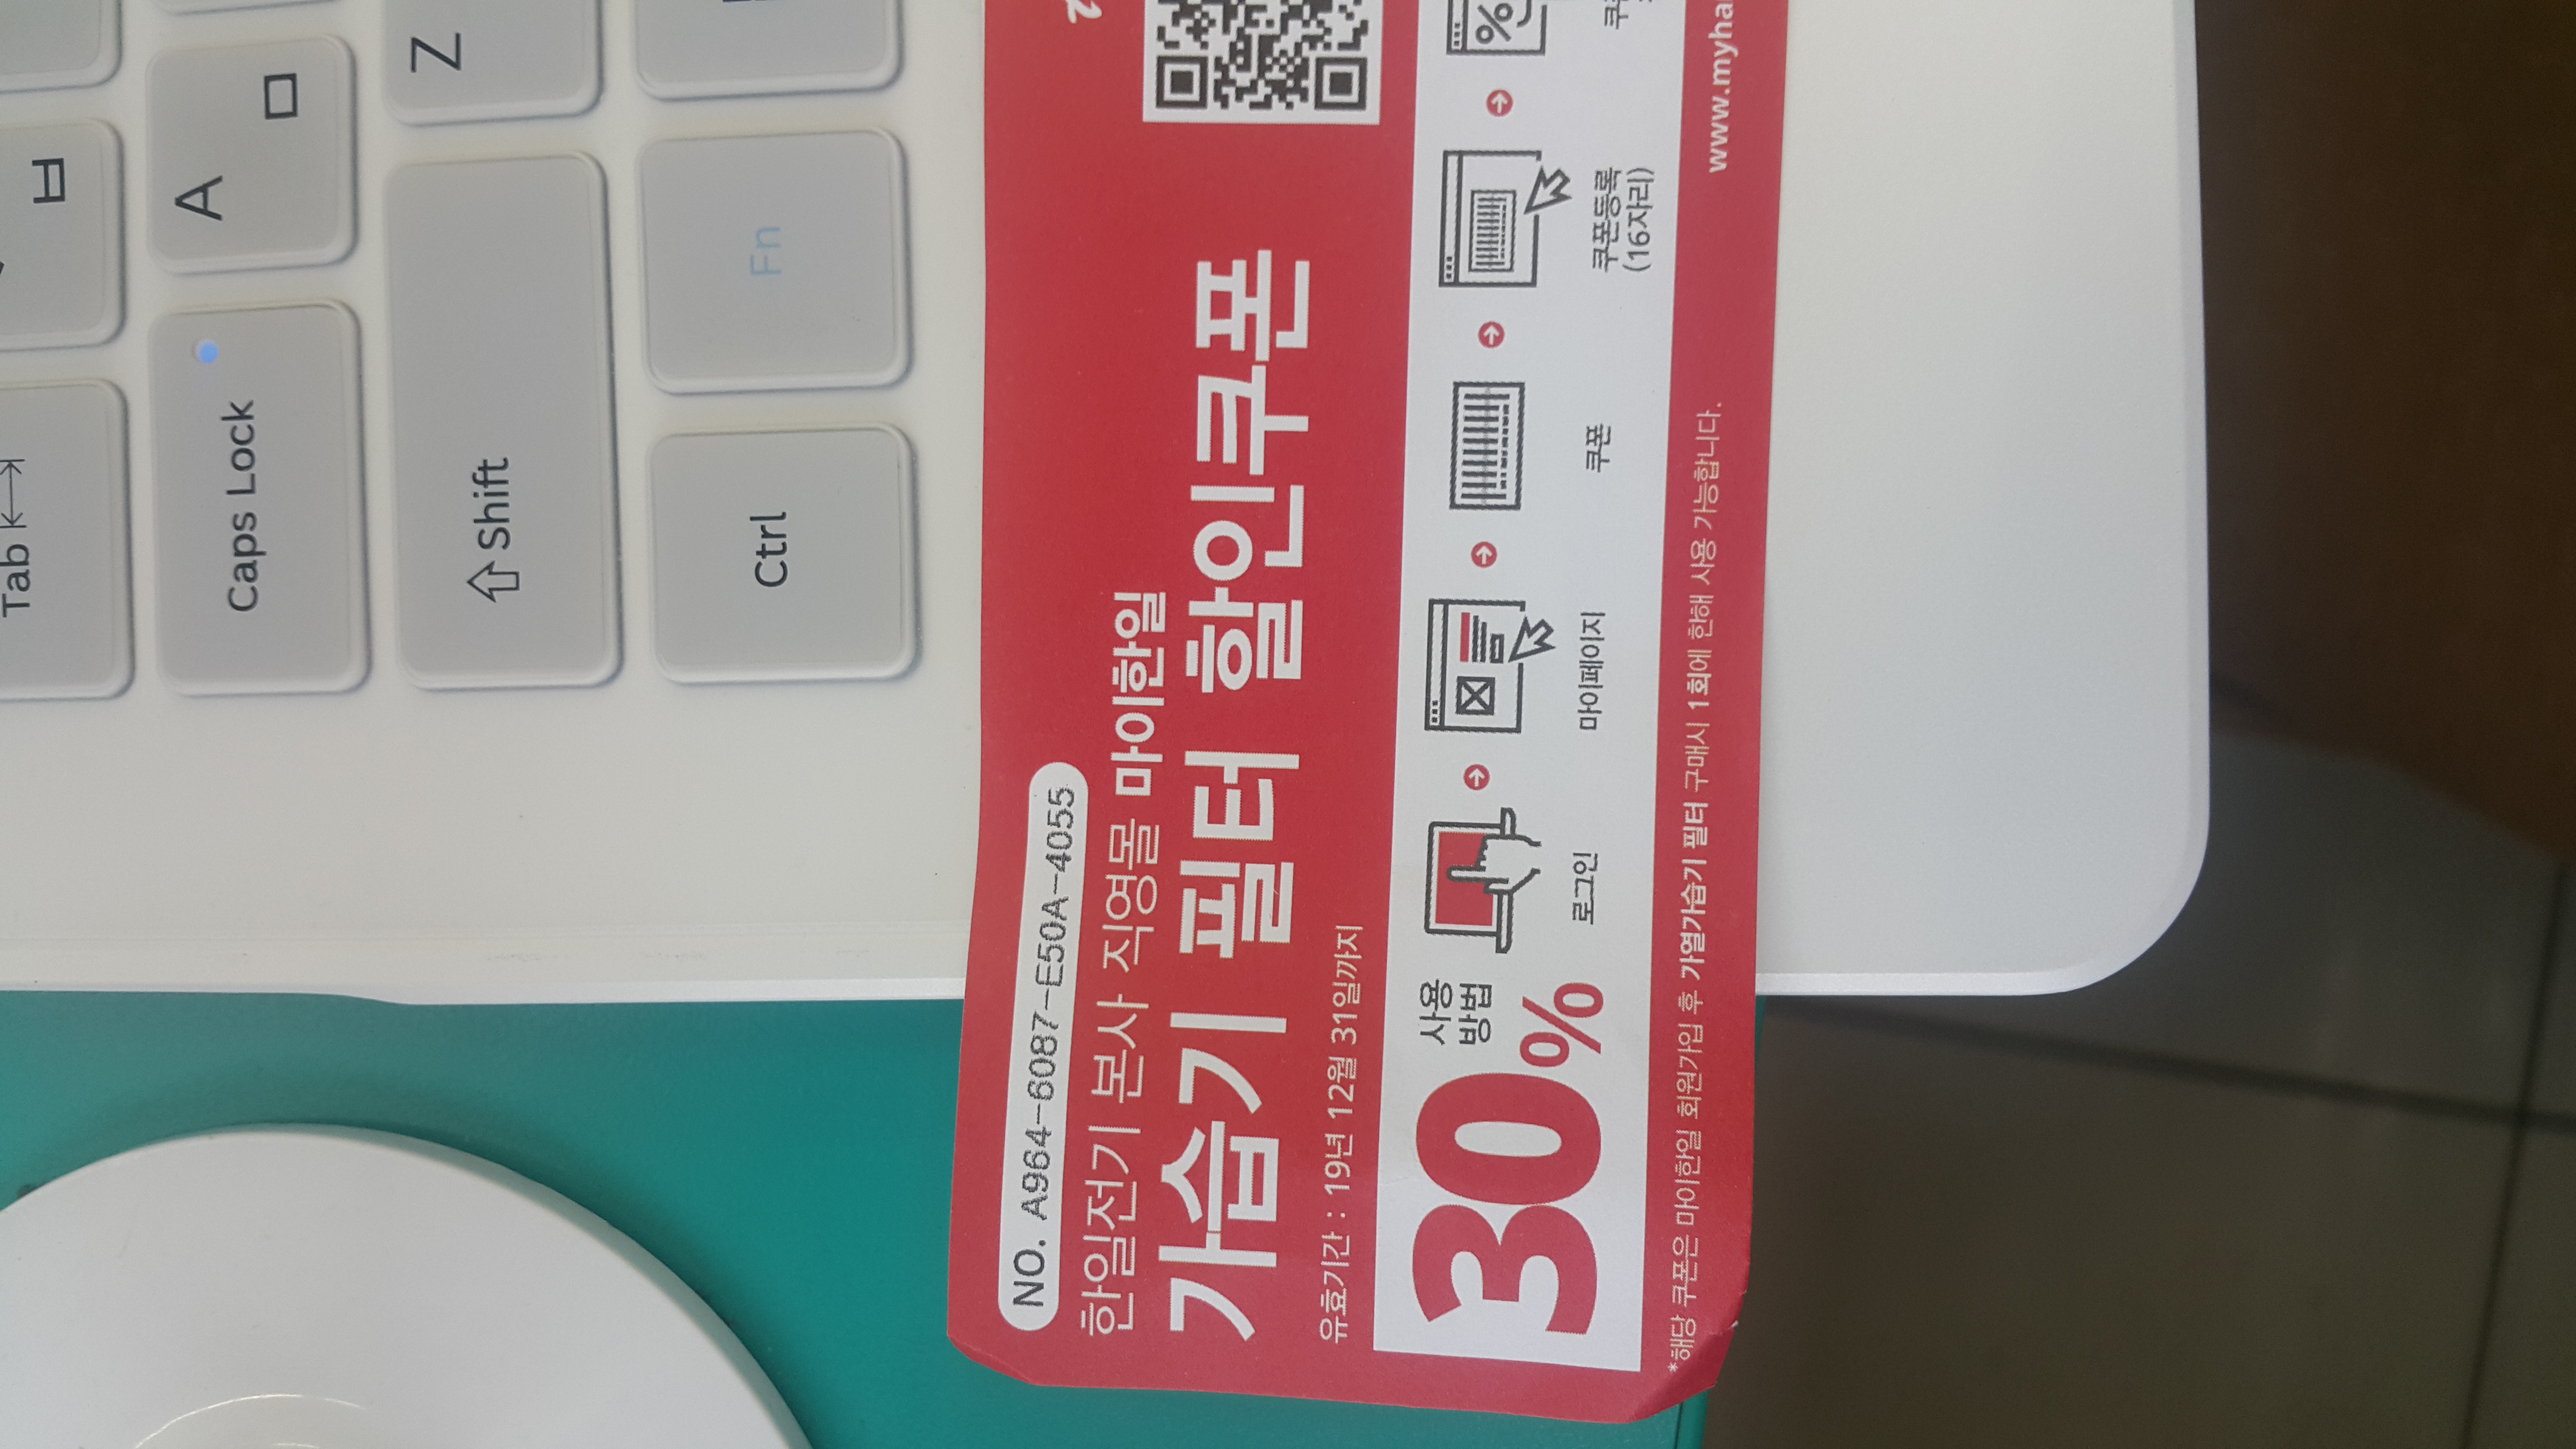 NO. A964-6087-E50A-4055
한일전기 본사 직영몰 마이한일
가습기 필터 할인쿠폰
유효기간 : 19년 12월 31일까지
30%
사용
방법
로그인
마이페이지
쿠폰
쿠폰등록
(16자리)
*해당 쿠폰은 마이한일 회원가입 후 가열가습기 필터 구매시 1회에 한해 사용 가능합니다.
www.myha
Tab
ㅂ
Caps Lock
A
ㅁ
Shift
Z
Ctrl
Fn